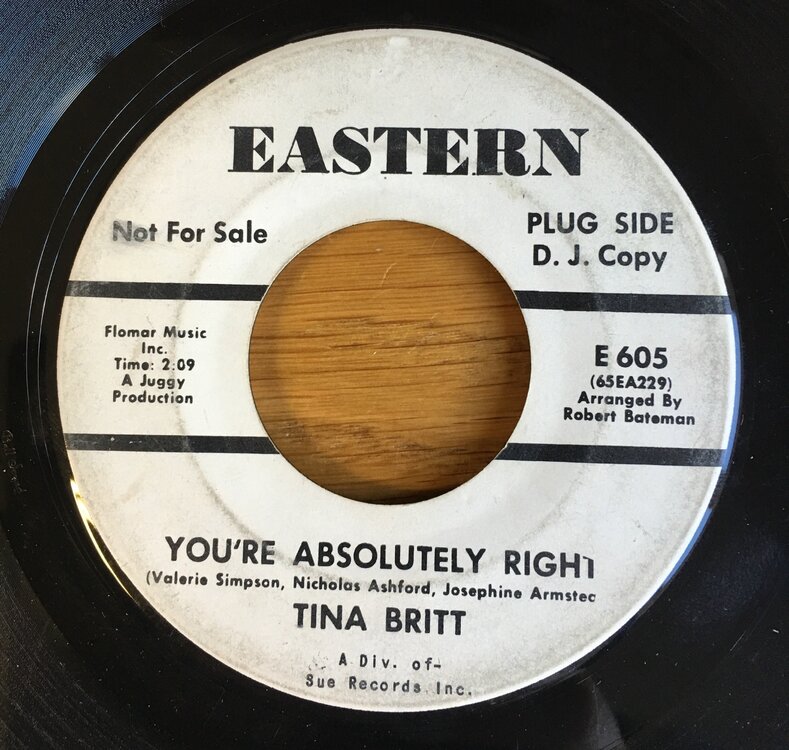 EASTERN
Not For Sale
PLUG SIDE
D. J. Copy
Flomar Music
Inc.
Time: 2:09
A Juggy
Production
E 605
(65EA229)
Arranged By
Robert Bateman
YOU'RE ABSOLUTELY RIGHT
(Valerie Simpson, Nicholas Ashford, Josephine Armstec
TINA BRITT
A Div. of-
Sue Records Inc.